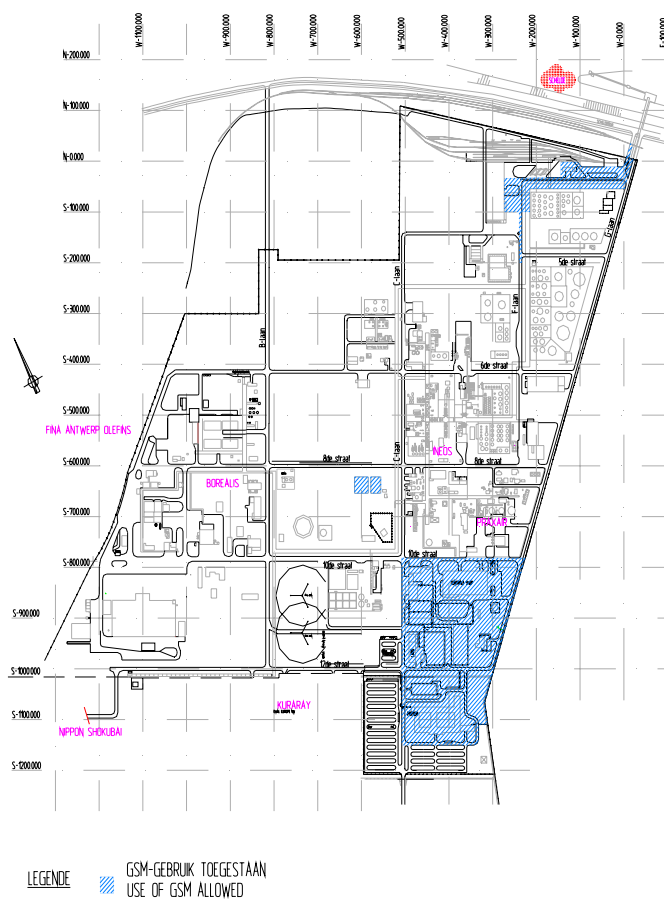 W-1100.000
W-900.000
W-800.000
W-700.000
W-600.000
W-500.000
W-400.000
W-300.000
W-200.000
W-100.000
W-0.000
N-200.000
N-100.000
N-0.000
S-100.000
S-200.000
S-300.000
S-400.000
S-500.000
S-600.000
S-700.000
S-800.000
S-900.000
S-1000.000
S-1100.000
S-1200.000
SCHELDE
G-laan
5de straat
C-laan
F-laan
B-laan
6de straat
FINA ANTWERP OLEFINS
C-laan
INEOS
8de straat
8de straat
BOREALIS
PRAXAIR
10de straat
10de straat
12de straat
KURARAY
NIPPON SHOKUBAI
LEGENDE
GSM-GEBRUIK TOEGESTAAN
USE OF GSM ALLOWED